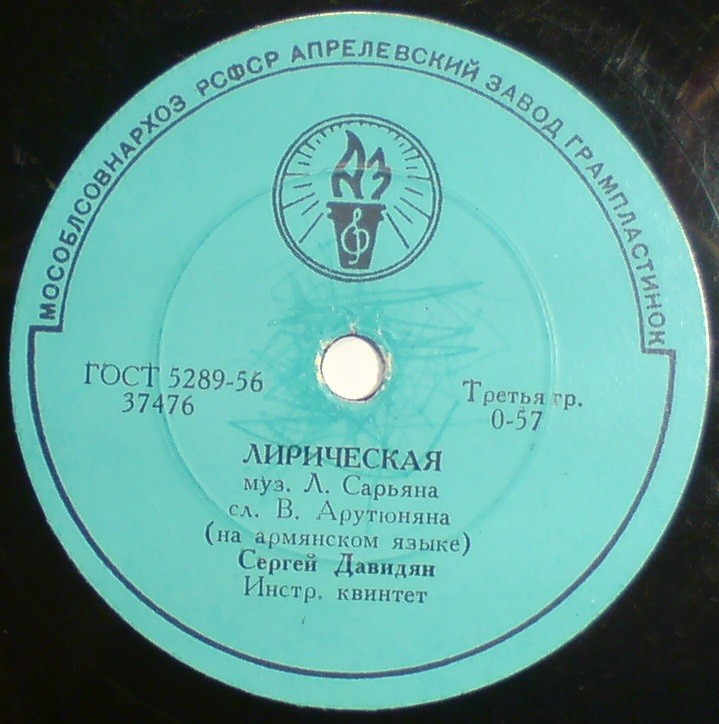 МОСОБЛСОВНАРХОЗ РСФСР АПРЕЛЕВСКИЙ ЗАВОД ГРАМПЛАСТИНОК
АЗ
ГОСТ 5289-56
37476
Третья гр.
0-57
ЛИРИЧЕСКАЯ
муз. Л. Сарьяна
сл. В. Арутюняна
(на армянском языке)
Сергей Давидян
Инстр. квинтет